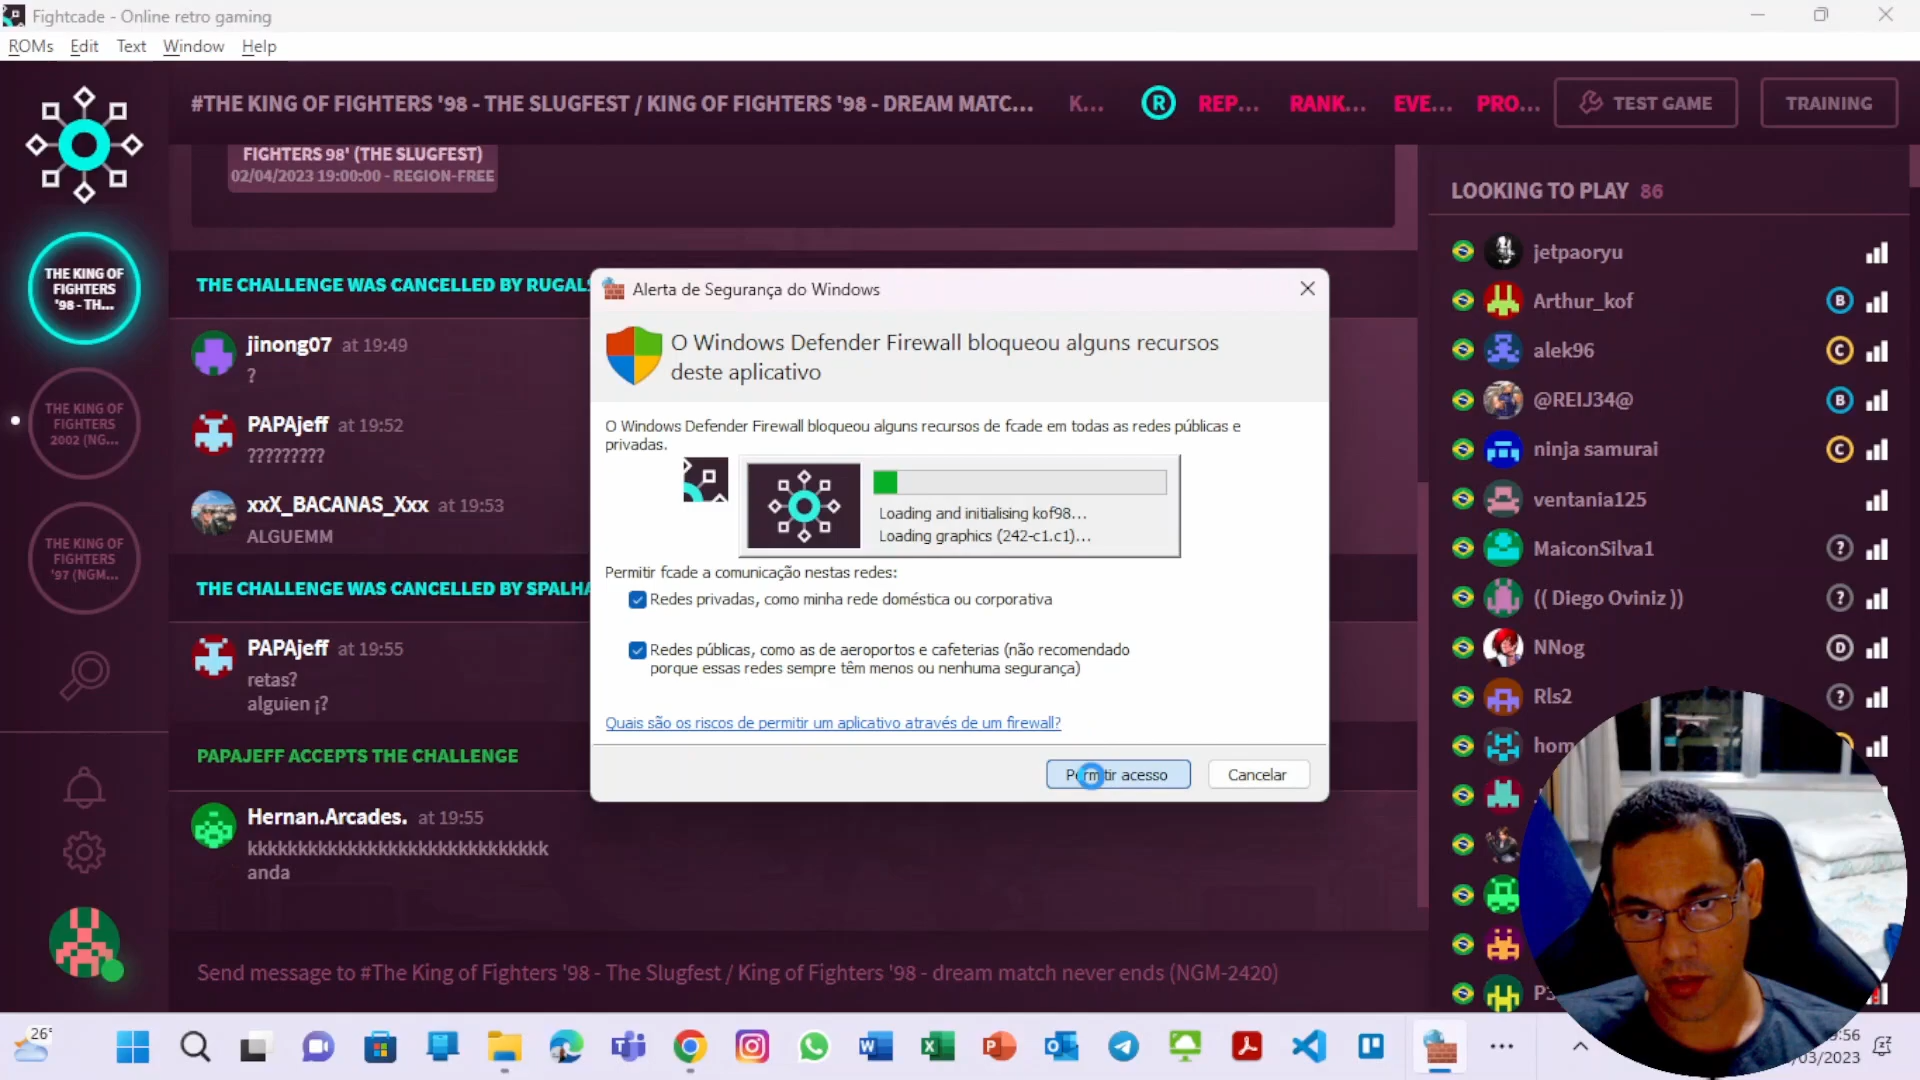 Fightcade - Online retro gaming
ROMs Edit Text Window Help
#THE KING OF FIGHTERS '98 - THE SLUGFEST / KING OF FIGHTERS '98 - DREAM MATC...
K...
R
REP...
RANK...
EVE...
PRO...
TEST GAME
TRAINING
THE KING OF
FIGHTERS
'98 - TH...
THE KING OF
FIGHTERS
2002 (NG...
THE KING OF
FIGHTERS
'97 (NGM...
FIGHTERS 98' (THE SLUGFEST)
02/04/2023 19:00:00 - REGION-FREE
THE CHALLENGE WAS CANCELLED BY RUGAL
jinong07 at 19:49
?
PAPAjeff at 19:52
?????????
xxX_BACANAS_Xxx at 19:53
ALGUEMM
THE CHALLENGE WAS CANCELLED BY SPALHA
PAPAjeff at 19:55
retas?
alguien ¡?
PAPAJEFF ACCEPTS THE CHALLENGE
Hernan.Arcades. at 19:55
kkkkkkkkkkkkkkkkkkkkkkkkkkkk
anda
Send message to #The King of Fighters '98 - The Slugfest / King of Fighters '98 - dream match never ends (NGM-2420)
Alerta de Segurança do Windows
O Windows Defender Firewall bloqueou alguns recursos
deste aplicativo
O Windows Defender Firewall bloqueou alguns recursos de fcade em todas as redes públicas e
privadas.
Loading and initialising kof98...
Loading graphics (242-c1.c1)...
Permitir fcade a comunicação nestas redes:
Redes privadas, como minha rede doméstica ou corporativa
Redes públicas, como as de aeroportos e cafeterias (não recomendado
porque essas redes sempre têm menos ou nenhuma segurança)
Quais são os riscos de permitir um aplicativo através de um firewall?
Permitir acesso
Cancelar
LOOKING TO PLAY 86
jetpaoryu
Arthur_kof B
alek96 C
@REIJ34@ B
ninja samurai C
ventania125
MaiconSilva1 ?
(( Diego Oviniz )) ?
NNog D
Rls2 ?
hom
26°
:56
/03/2023